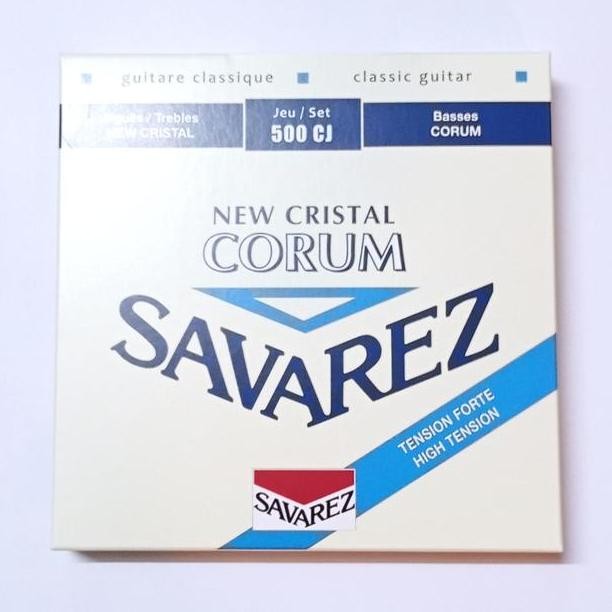 guitare classique classic guitar
/ Trebles
NEW CRISTAL
Jeu / Set
500 CJ
Basses
CORUM
NEW CRISTAL
CORUM
SAVAREZ
TENSION FORTE
HIGH TENSION
SAVAREZ